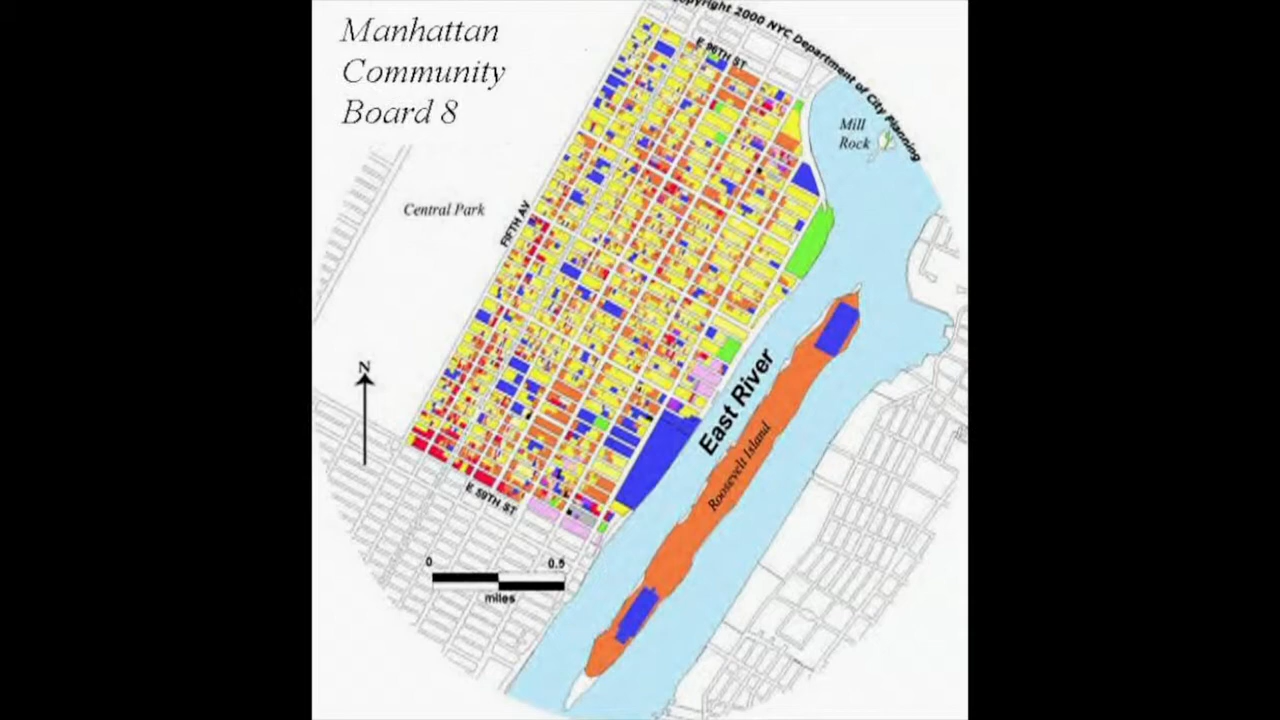 Manhattan
Community
Board 8
Copyright 2000 NYC Department of City Planning
E 96TH ST
Mill
Rock
Central Park
FIFTH AV
N
East River
Roosevelt Island
E 59TH ST
0 0.5
miles